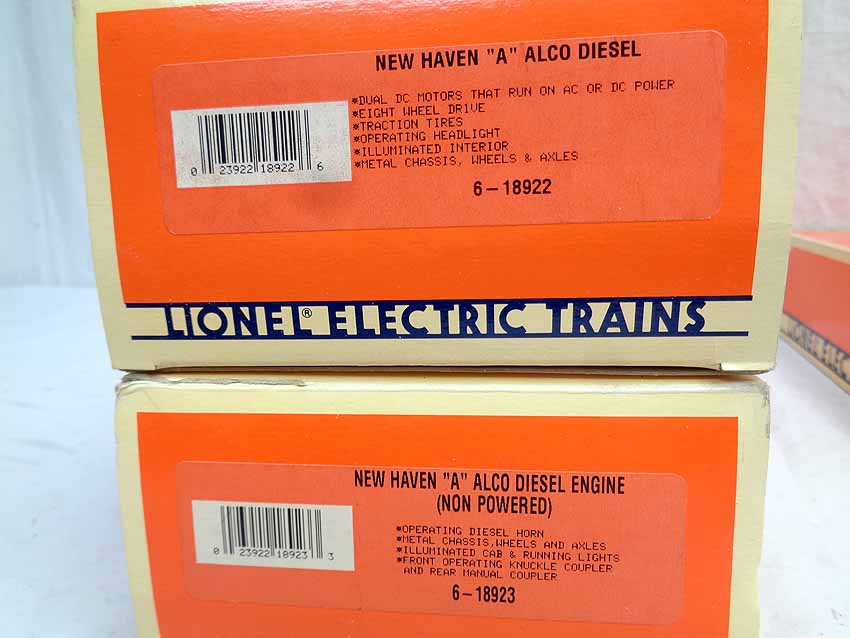 NEW HAVEN "A" ALCO DIESEL
*DUAL DC MOTORS THAT RUN ON AC OR DC POWER
*EIGHT WHEEL DRIVE
*TRACTION TIRES
*OPERATING HEADLIGHT
*ILLUMINATED INTERIOR
*METAL CHASSIS, WHEELS & AXLES
0 23922 18922 6
6-18922
LIONEL® ELECTRIC TRAINS
LIONEL ELEC
NEW HAVEN "A" ALCO DIESEL ENGINE
(NON POWERED)
*OPERATING DIESEL HORN
*METAL CHASSIS,WHEELS AND AXLES
*ILLUMINATED CAB & RUNNING LIGHTS
*FRONT OPERATING KNUCKLE COUPLER
AND REAR MANUAL COUPLER
0 23922 18923 3
6-18923